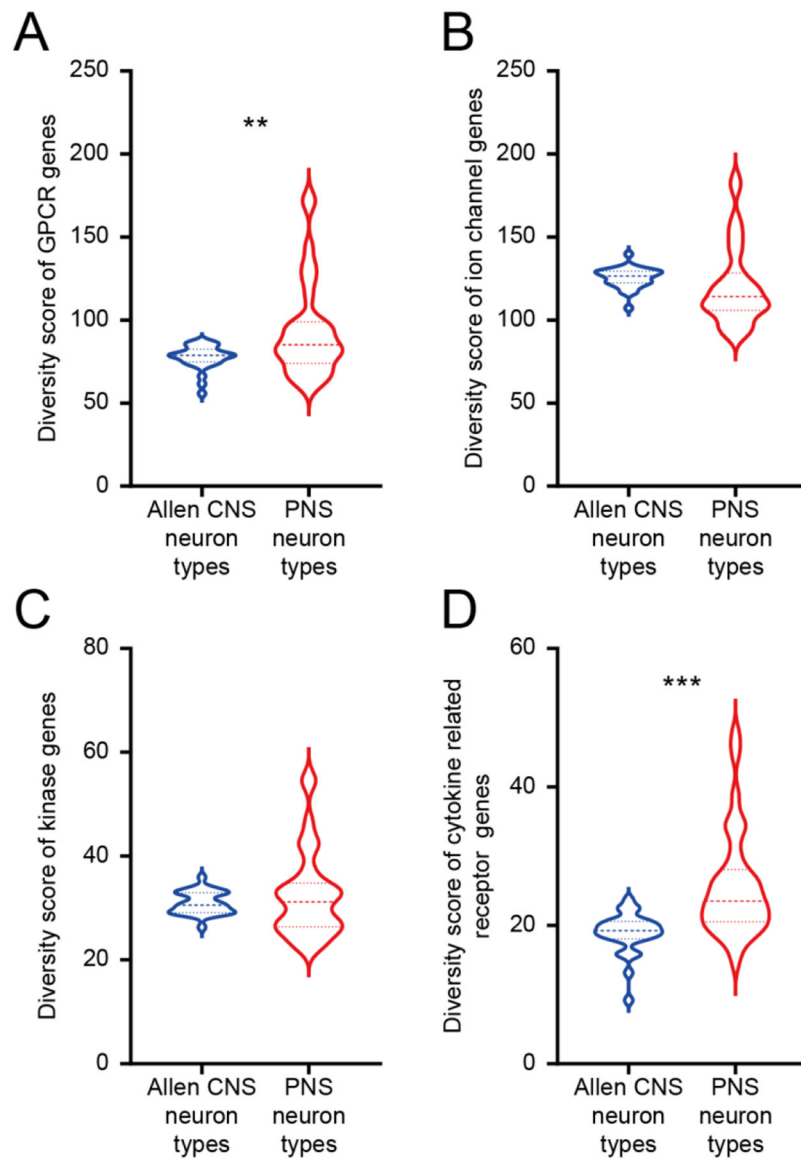 A
Diversity score of GPCR genes
250
200
150
100
50
0
**
Allen CNS
neuron
types
PNS
neuron
types
B
Diversity score of ion channel genes
250
200
150
100
50
0
Allen CNS
neuron
types
PNS
neuron
types
C
Diversity score of kinase genes
80
60
40
20
0
Allen CNS
neuron
types
PNS
neuron
types
D
Diversity score of cytokine related
receptor genes
60
40
20
0
***
Allen CNS
neuron
types
PNS
neuron
types